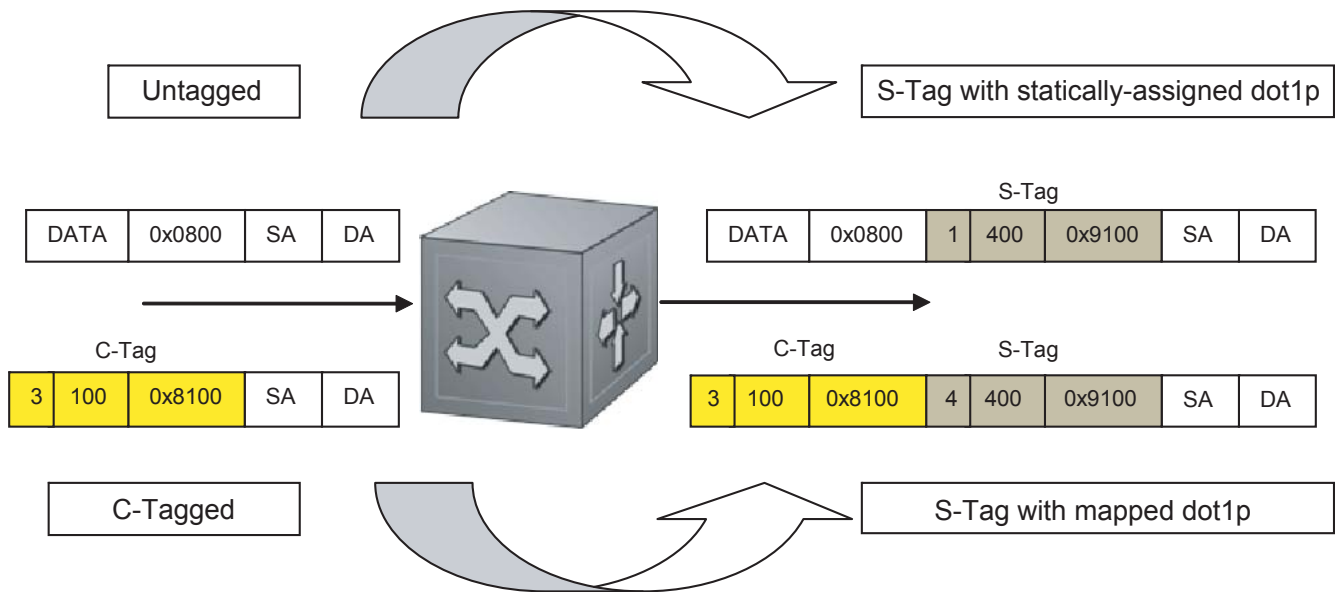 Untagged
S-Tag with statically-assigned dot1p
S-Tag
DATA 0x0800 SA DA
DATA 0x0800 1 400 0x9100 SA DA
C-Tag
C-Tag S-Tag
3 100 0x8100 SA DA
3 100 0x8100 4 400 0x9100 SA DA
C-Tagged
S-Tag with mapped dot1p